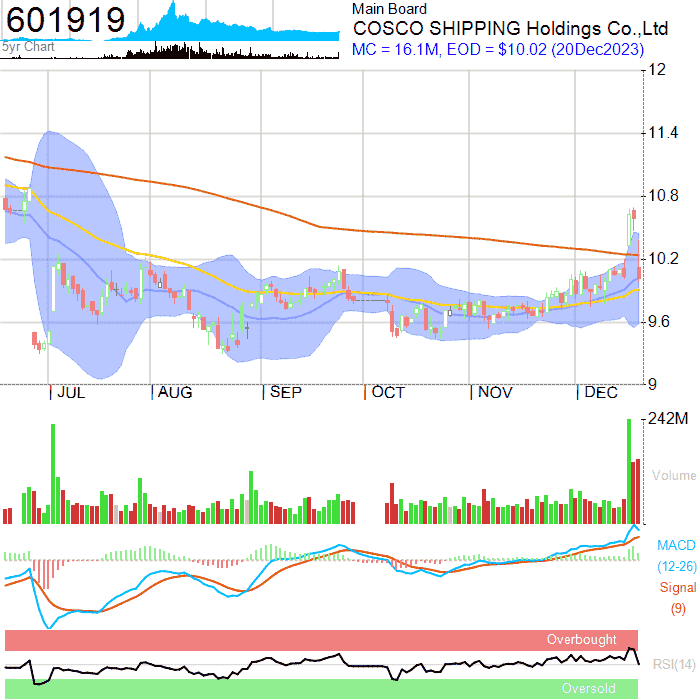 601919
5yr Chart
Main Board
COSCO SHIPPING Holdings Co.,Ltd
MC = 16.1M, EOD = $10.02 (20Dec2023)
12
11.4
10.8
10.2
9.6
9
JUL AUG SEP OCT NOV DEC
242M
Volume
MACD
(12-26)
Signal
(9)
Overbought
RSI(14)
Oversold